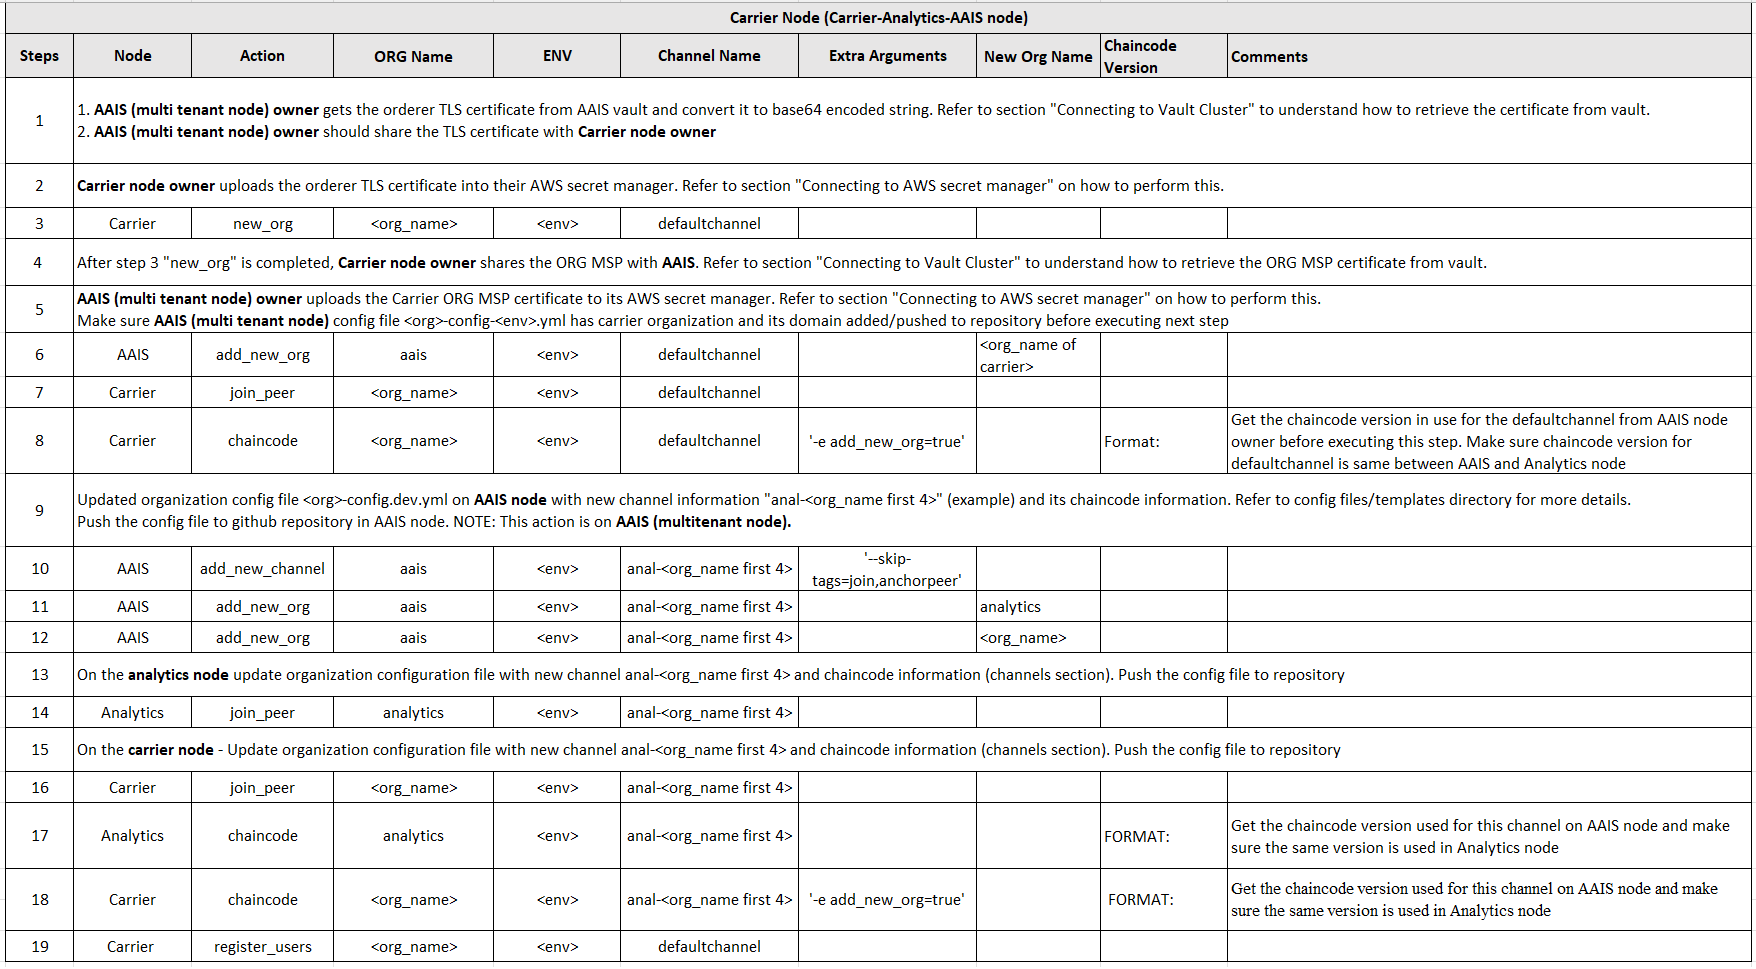 Carrier Node (Carrier-Analytics-AAIS node)
Steps Node Action ORG Name ENV Channel Name Extra Arguments New Org Name Chaincode Version Comments
1 1. AAIS (multi tenant node) owner gets the orderer TLS certificate from AAIS vault and convert it to base64 encoded string. Refer to section "Connecting to Vault Cluster" to understand how to retrieve the certificate from vault.
2. AAIS (multi tenant node) owner should share the TLS certificate with Carrier node owner
2 Carrier node owner uploads the orderer TLS certificate into their AWS secret manager. Refer to section "Connecting to AWS secret manager" on how to perform this.
3 Carrier new_org <org_name> <env> defaultchannel
4 After step 3 "new_org" is completed, Carrier node owner shares the ORG MSP with AAIS. Refer to section "Connecting to Vault Cluster" to understand how to retrieve the ORG MSP certificate from vault.
5 AAIS (multi tenant node) owner uploads the Carrier ORG MSP certificate to its AWS secret manager. Refer to section "Connecting to AWS secret manager" on how to perform this.
Make sure AAIS (multi tenant node) config file <org>-config-<env>.yml has carrier organization and its domain added/pushed to repository before executing next step
6 AAIS add_new_org aais <env> defaultchannel <org_name of
carrier>
7 Carrier join_peer <org_name> <env> defaultchannel
8 Carrier chaincode <org_name> <env> defaultchannel '-e add_new_org=true' Format: Get the chaincode version in use for the defaultchannel from AAIS node
owner before executing this step. Make sure chaincode version for
defaultchannel is same between AAIS and Analytics node
9 Updated organization config file <org>-config.dev.yml on AAIS node with new channel information "anal-<org_name first 4>" (example) and its chaincode information. Refer to config files/templates directory for more details.
Push the config file to github repository in AAIS node. NOTE: This action is on AAIS (multitenant node).
10 AAIS add_new_channel aais <env> anal-<org_name first 4> '--skip-
tags=join,anchorpeer'
11 AAIS add_new_org aais <env> anal-<org_name first 4> analytics
12 AAIS add_new_org aais <env> anal-<org_name first 4> <org_name>
13 On the analytics node update organization configuration file with new channel anal-<org_name first 4> and chaincode information (channels section). Push the config file to repository
14 Analytics join_peer analytics <env> anal-<org_name first 4>
15 On the carrier node - Update organization configuration file with new channel anal-<org_name first 4> and chaincode information (channels section). Push the config file to repository
16 Carrier join_peer <org_name> <env> anal-<org_name first 4>
17 Analytics chaincode analytics <env> anal-<org_name first 4> FORMAT: Get the chaincode version used for this channel on AAIS node and make
sure the same version is used in Analytics node
18 Carrier chaincode <org_name> <env> anal-<org_name first 4> '-e add_new_org=true' FORMAT: Get the chaincode version used for this channel on AAIS node and make
sure the same version is used in Analytics node
19 Carrier register_users <org_name> <env> defaultchannel